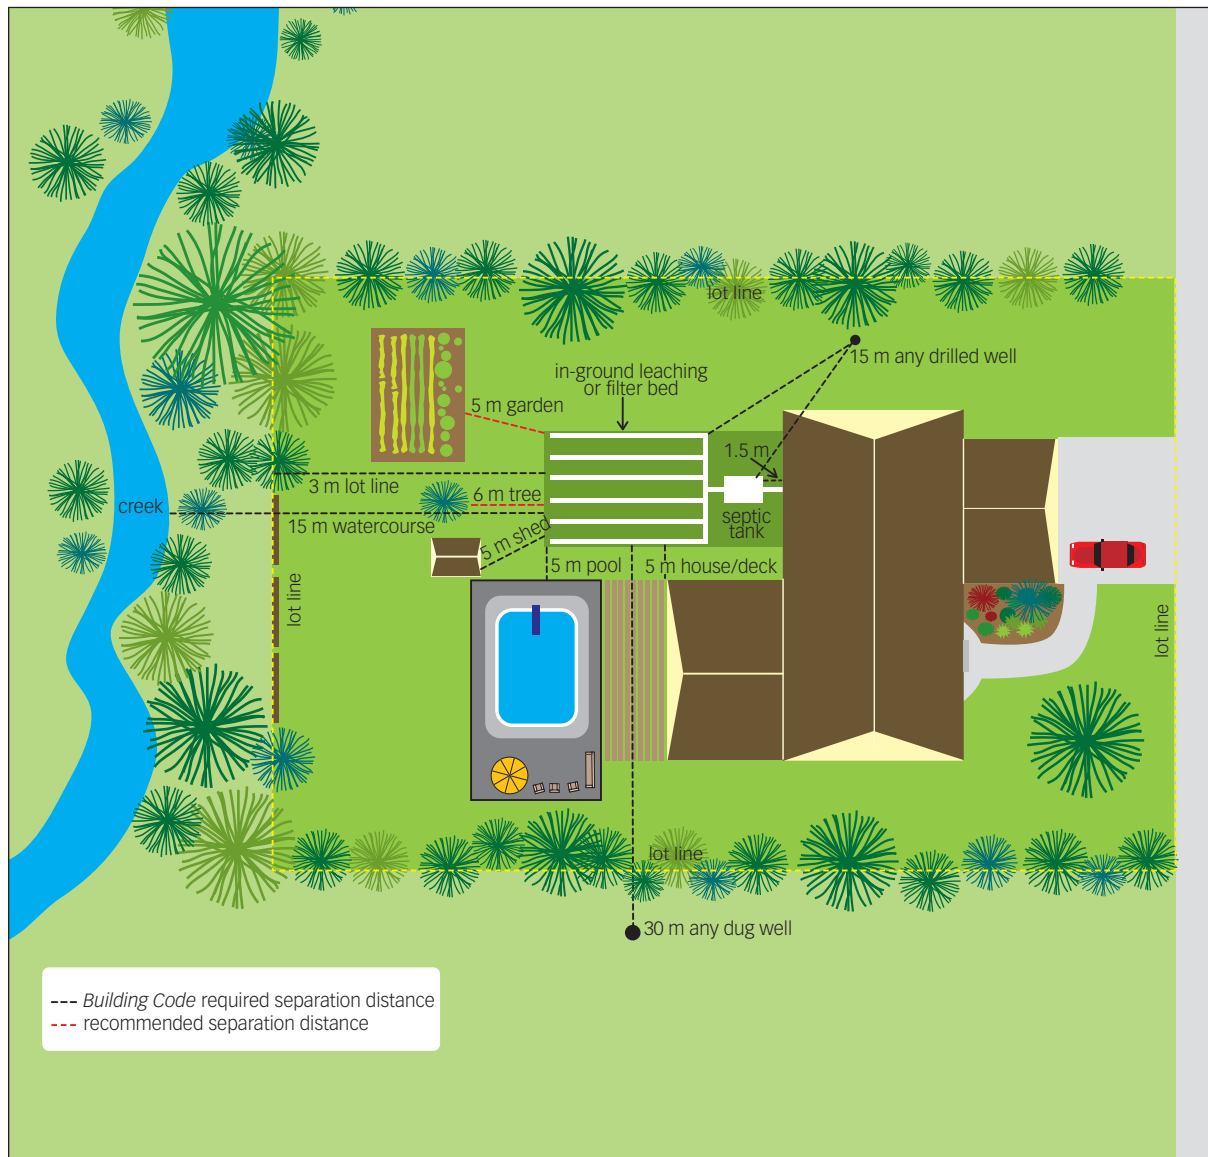 lot line
15 m any drilled well
in-ground leaching
or filter bed
5 m garden
1.5 m
3 m lot line
6 m tree
creek
15 m watercourse
septic
tank
5 m shed
5 m pool
5 m house/deck
lot line
lot line
lot line
30 m any dug well
Building Code required separation distance
recommended separation distance